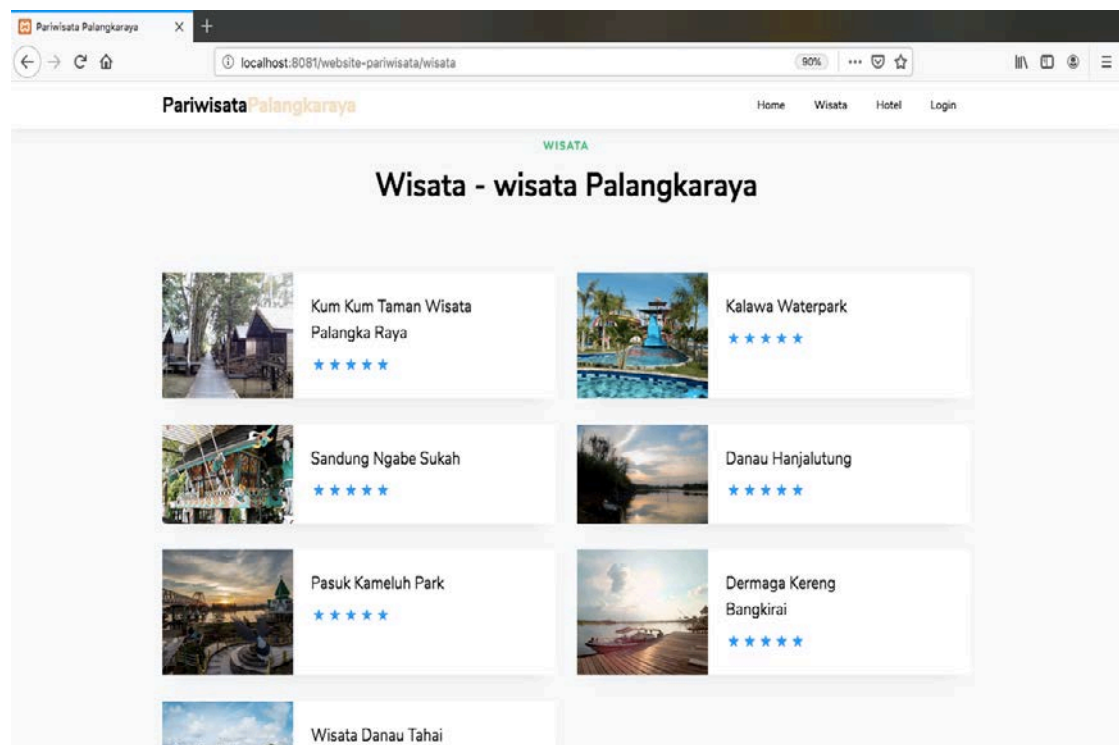 Pariwisata Palangkaraya
localhost:8081/website-pariwisata/wisata
90%
PariwisataPalangkaraya
Home Wisata Hotel Login
WISATA
Wisata - wisata Palangkaraya
Kum Kum Taman Wisata
Palangka Raya
Kalawa Waterpark
Sandung Ngabe Sukah
Danau Hanjalutung
Pasuk Kameluh Park
Dermaga Kereng
Bangkirai
Wisata Danau Tahai